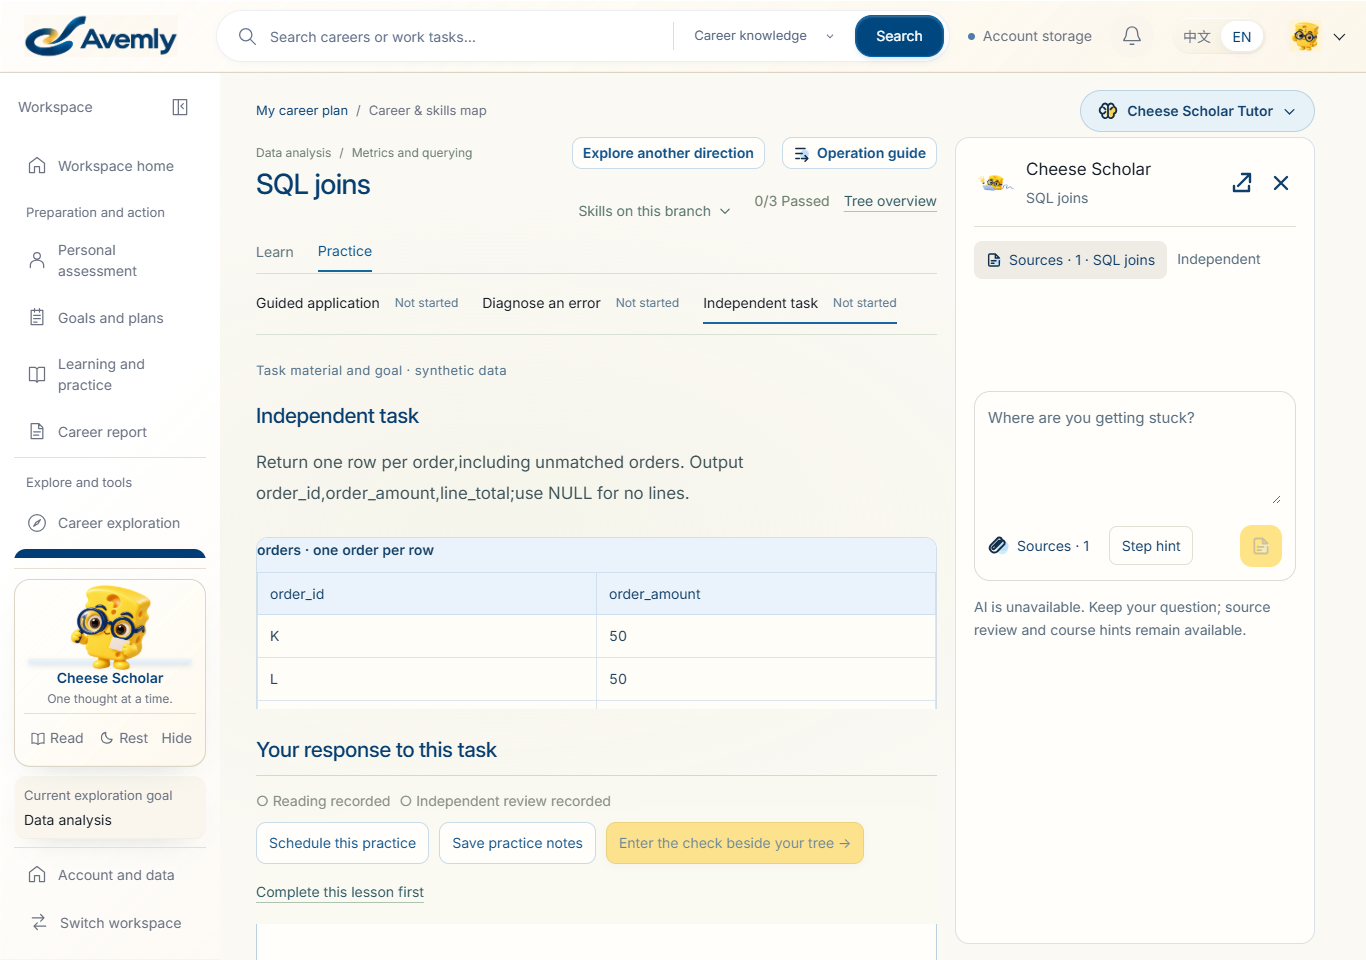 Avemly
Search careers or work tasks...
Career knowledge
Search
Account storage
中文
EN
Workspace
Workspace home
Preparation and action
Personal
assessment
Goals and plans
Learning and
practice
Career report
Explore and tools
Career exploration
Cheese Scholar
One thought at a time.
Read
Rest
Hide
Current exploration goal
Data analysis
Account and data
Switch workspace
My career plan / Career & skills map
Data analysis / Metrics and querying
SQL joins
Explore another direction
Operation guide
Skills on this branch
0/3 Passed
Tree overview
Learn
Practice
Guided application Not started
Diagnose an error Not started
Independent task Not started
Task material and goal · synthetic data
Independent task
Return one row per order,including unmatched orders. Output
order_id,order_amount,line_total;use NULL for no lines.
orders · one order per row
order_id order_amount
K 50
L 50
Your response to this task
Reading recorded
Independent review recorded
Schedule this practice
Save practice notes
Enter the check beside your tree →
Complete this lesson first
Cheese Scholar Tutor
Cheese Scholar
SQL joins
Sources · 1 · SQL joins
Independent
Where are you getting stuck?
Sources · 1
Step hint
AI is unavailable. Keep your question; source
review and course hints remain available.